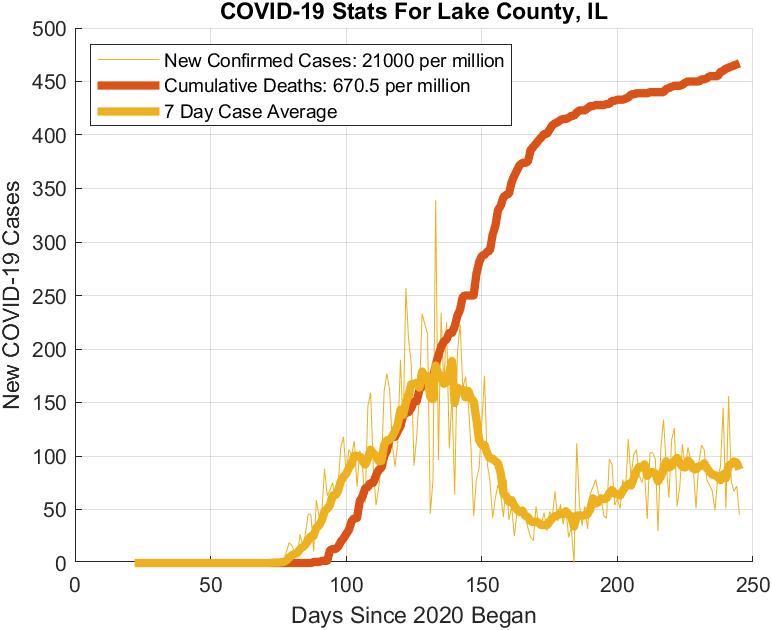 COVID-19 Stats For Lake County, IL
New Confirmed Cases: 21000 per million
Cumulative Deaths: 670.5 per million
7 Day Case Average
New COVID-19 Cases
500
450
400
350
300
250
200
150
100
50
0
0 50 100 150 200 250
Days Since 2020 Began